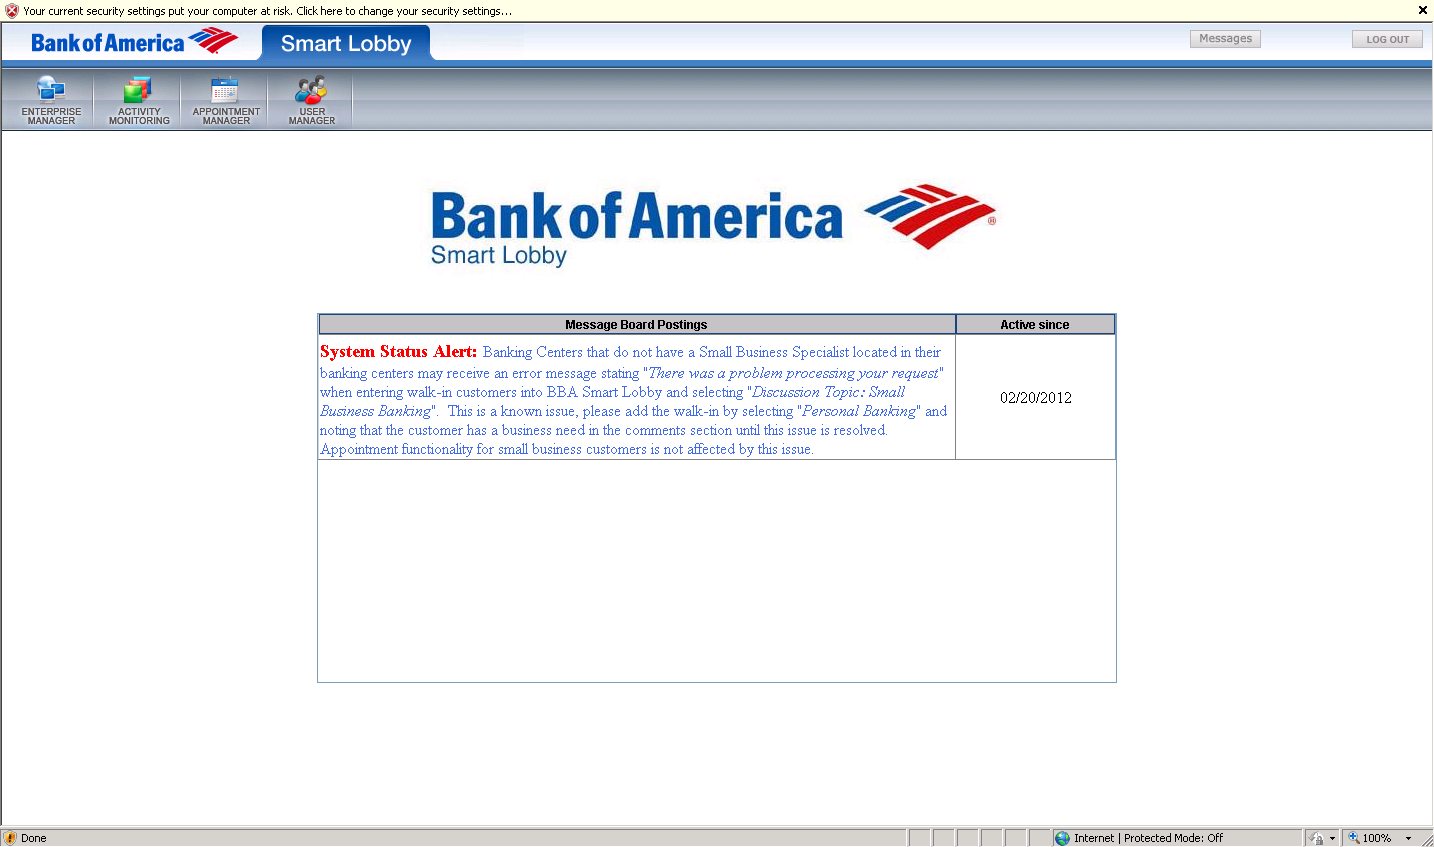 Your current security settings put your computer at risk. Click here to change your security settings...
Bank of America
Smart Lobby
Messages
LOG OUT
ENTERPRISE
MANAGER
ACTIVITY
MONITORING
APPOINTMENT
MANAGER
USER
MANAGER
Bank of America ®
Smart Lobby
Message Board Postings
Active since
System Status Alert: Banking Centers that do not have a Small Business Specialist located in their
banking centers may receive an error message stating "There was a problem processing your request"
when entering walk-in customers into BBA Smart Lobby and selecting "Discussion Topic: Small
Business Banking". This is a known issue, please add the walk-in by selecting "Personal Banking" and
noting that the customer has a business need in the comments section until this issue is resolved.
Appointment functionality for small business customers is not affected by this issue.
02/20/2012
Done
Internet | Protected Mode: Off
100%